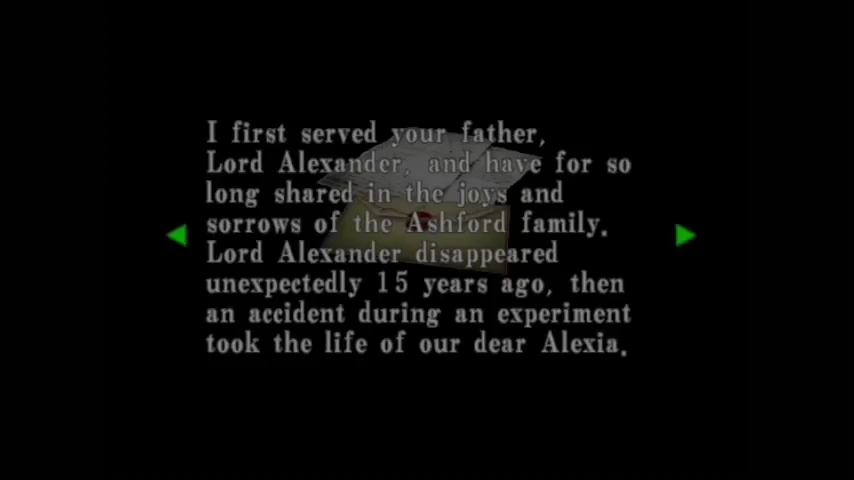 I first served your father,
Lord Alexander, and have for so
long shared in the joys and
sorrows of the Ashford family.
Lord Alexander disappeared
unexpectedly 15 years ago, then
an accident during an experiment
took the life of our dear Alexia.